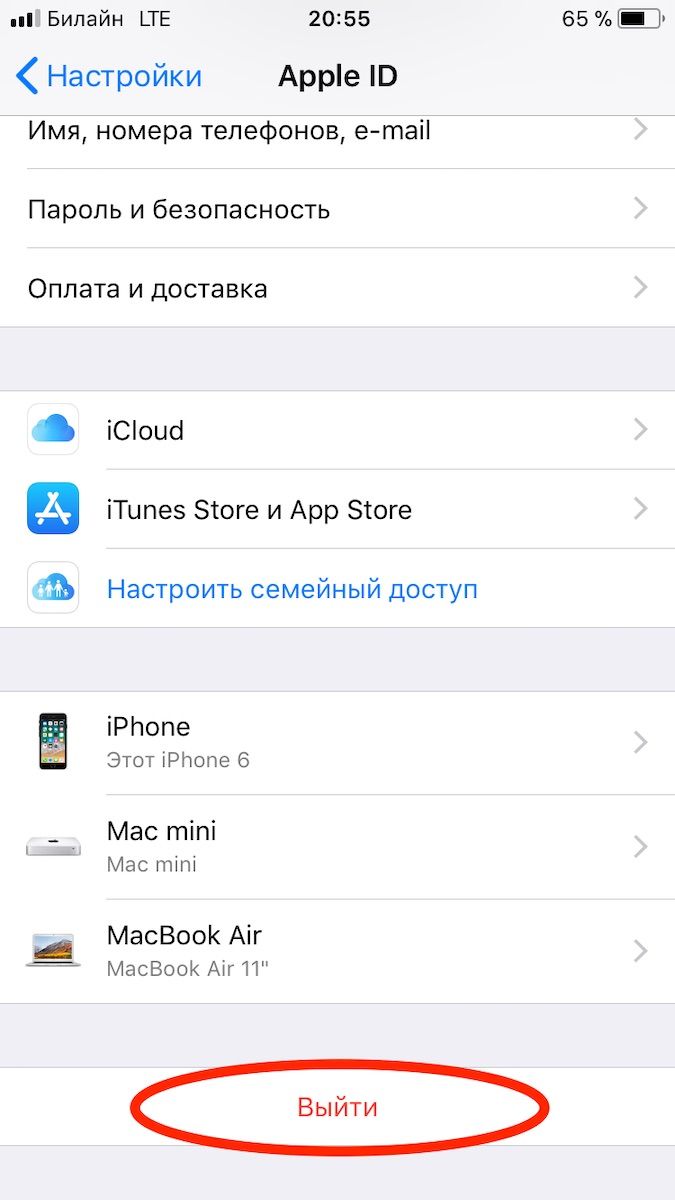 Билайн LTE 20:55 65 %
Настройки Apple ID
Имя, номера телефонов, e-mail
Пароль и безопасность
Оплата и доставка
iCloud
iTunes Store и App Store
Настроить семейный доступ
iPhone
Этот iPhone 6
Mac mini
Mac mini
MacBook Air
MacBook Air 11"
Выйти